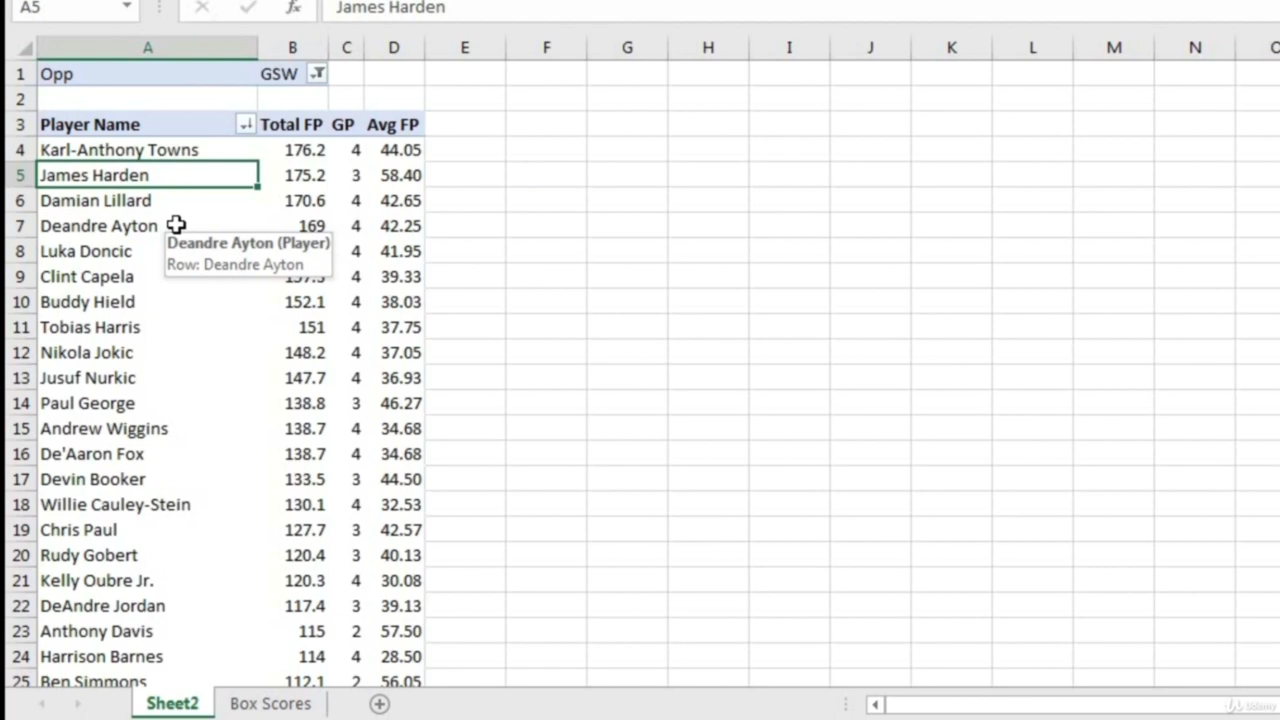 A5 fx James Harden
A B C D E F G H I J K L M N
1 Opp GSW
2
3 Player Name Total FP GP Avg FP
4 Karl-Anthony Towns 176.2 4 44.05
5 James Harden 175.2 3 58.40
6 Damian Lillard 170.6 4 42.65
7 Deandre Ayton 169 4 42.25
Deandre Ayton (Player)
8 Luka Doncic 4 41.95
Row: Deandre Ayton
9 Clint Capela 4 39.33
10 Buddy Hield 152.1 4 38.03
11 Tobias Harris 151 4 37.75
12 Nikola Jokic 148.2 4 37.05
13 Jusuf Nurkic 147.7 4 36.93
14 Paul George 138.8 3 46.27
15 Andrew Wiggins 138.7 4 34.68
16 De'Aaron Fox 138.7 4 34.68
17 Devin Booker 133.5 3 44.50
18 Willie Cauley-Stein 130.1 4 32.53
19 Chris Paul 127.7 3 42.57
20 Rudy Gobert 120.4 3 40.13
21 Kelly Oubre Jr. 120.3 4 30.08
22 DeAndre Jordan 117.4 3 39.13
23 Anthony Davis 115 2 57.50
24 Harrison Barnes 114 4 28.50
25 Ben Simmons 112.1 2 56.05
Sheet2 Box Scores
Udemy